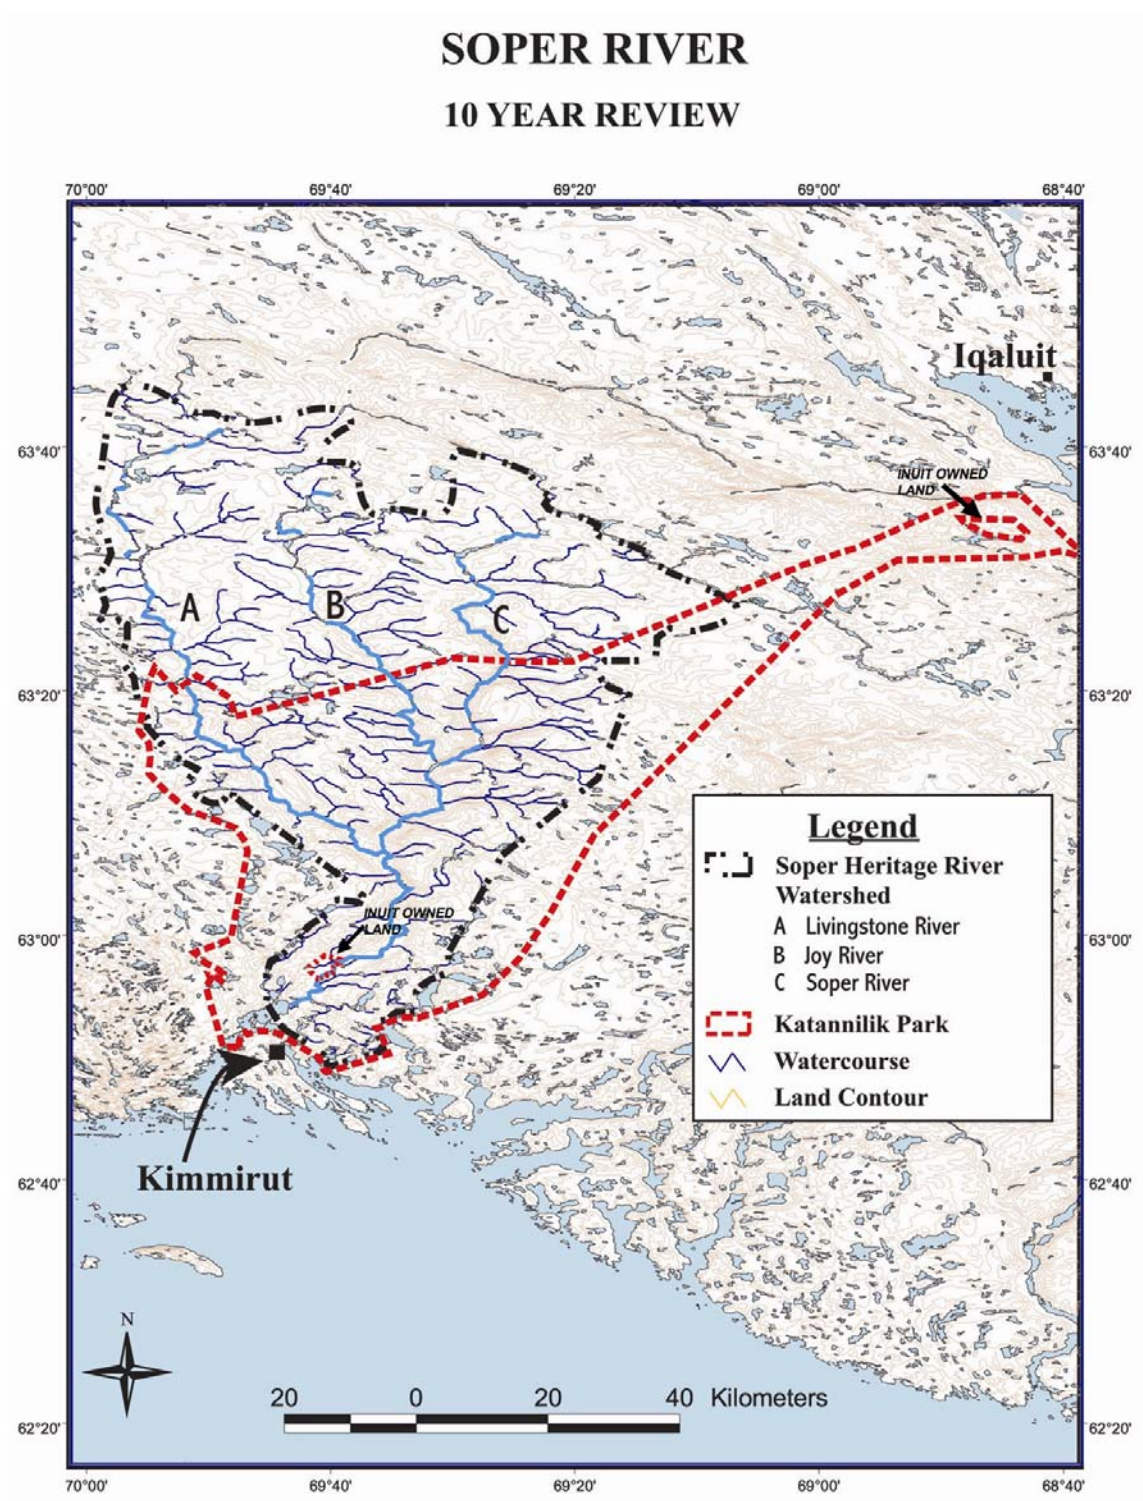 SOPER RIVER
10 YEAR REVIEW
70°00' 69°40' 69°20' 69°00' 68°40'
Iqaluit
63°40' 63°40'
INUIT OWNED
LAND
A B C
63°20' 63°20'
Legend
Soper Heritage River
Watershed
A Livingstone River
B Joy River
C Soper River
Katannilik Park
Watercourse
Land Contour
INUIT OWNED
LAND
63°00' 63°00'
Kimmirut
62°40' 62°40'
N
20 0 20 40 Kilometers
62°20' 62°20'
70°00' 69°40' 69°20' 69°00' 68°40'